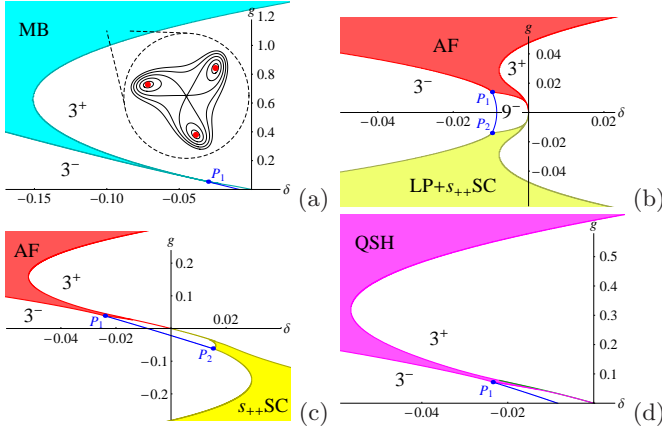 MB
g
1.2
1.0
0.8
0.6
0.4
0.2
3⁺
3⁻
P₁
−0.15
−0.10
−0.05
δ
(a)
AF
g
0.04
0.02
3⁻
3⁺
P₁
9⁻
−0.04
−0.02
0.02
δ
P₂
−0.02
−0.04
LP+s₊₊SC
(b)
AF
g
0.2
3⁺
0.1
3⁻
P₁
0.02
δ
−0.04
−0.02
P₂
−0.1
−0.2
s₊₊SC
(c)
QSH
g
0.5
0.4
0.3
0.2
0.1
3⁺
3⁻
P₁
−0.04
−0.02
δ
(d)